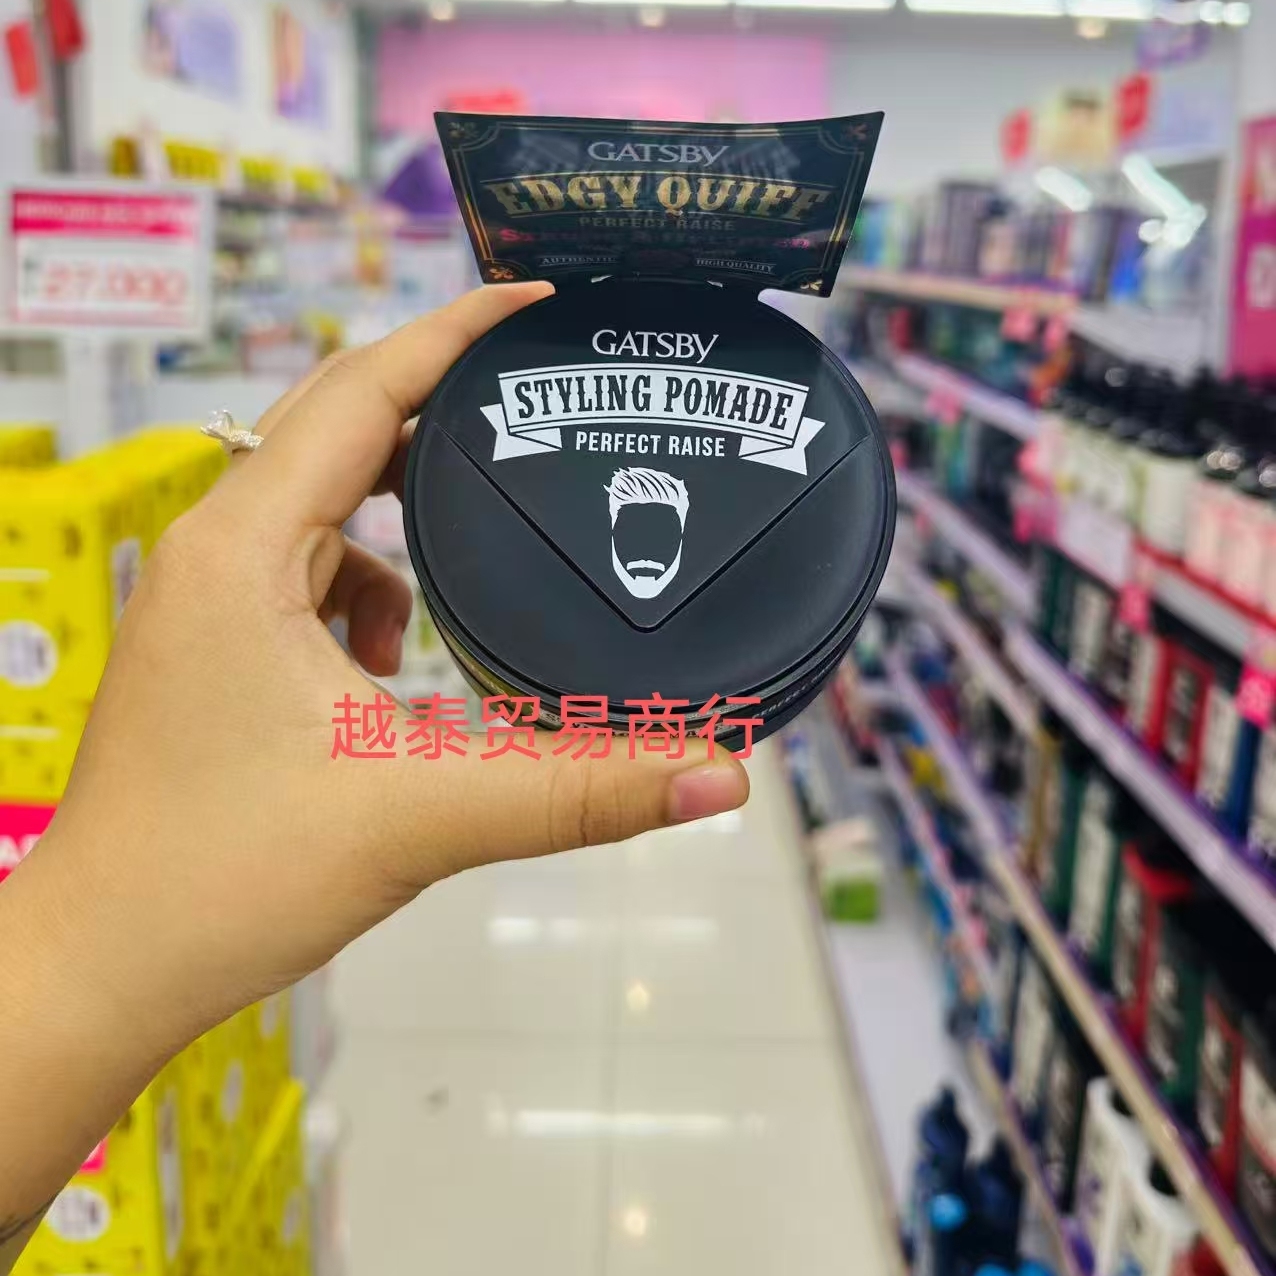 GATSBY
EDGY QUIFF
PERFECT RAISE
AUTHENTIC
HIGH QUALITY
GATSBY
STYLING POMADE
PERFECT RAISE
越泰贸易商行
27.000